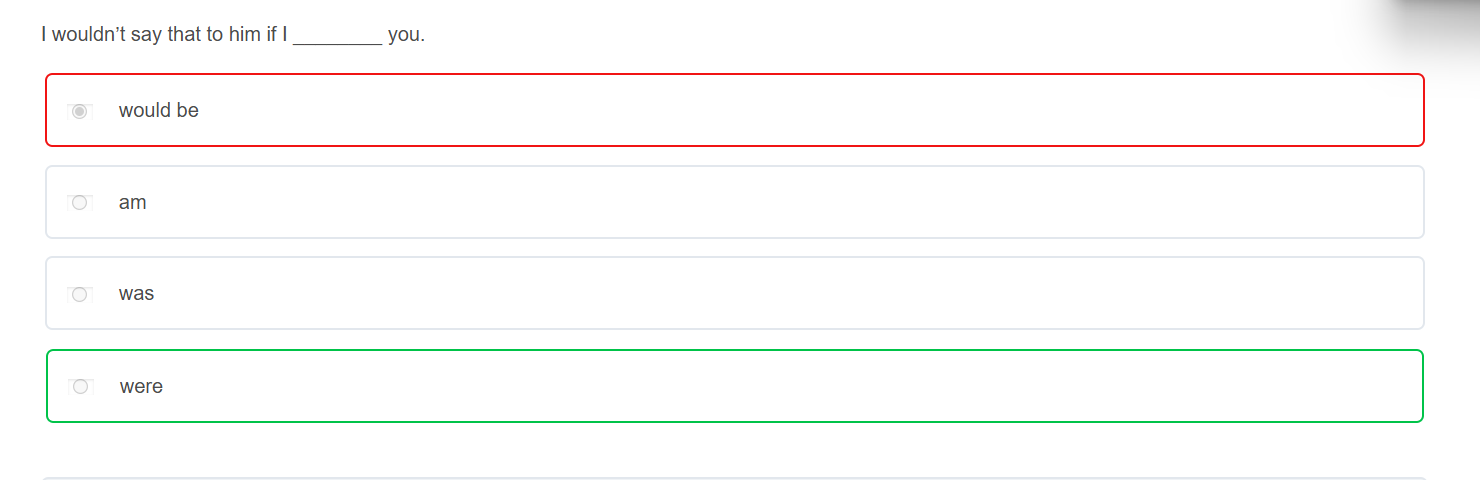 I wouldn’t say that to him if I ________ you.
would be
am
was
were